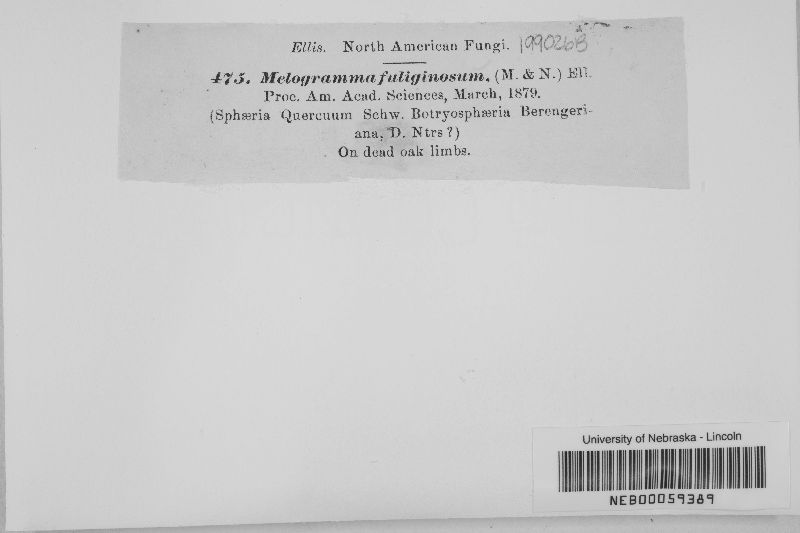 Ellis. North American Fungi. 199026B
475. Melogramma fuliginosum. (M. & N.) Ell.
Proc. Am. Acad. Sciences, March, 1879.
(Sphæria Quercuum Schw. Botryosphæria Berengeri-
ana, D. Ntrs?)
On dead oak limbs.
University of Nebraska - Lincoln
NEB00059389